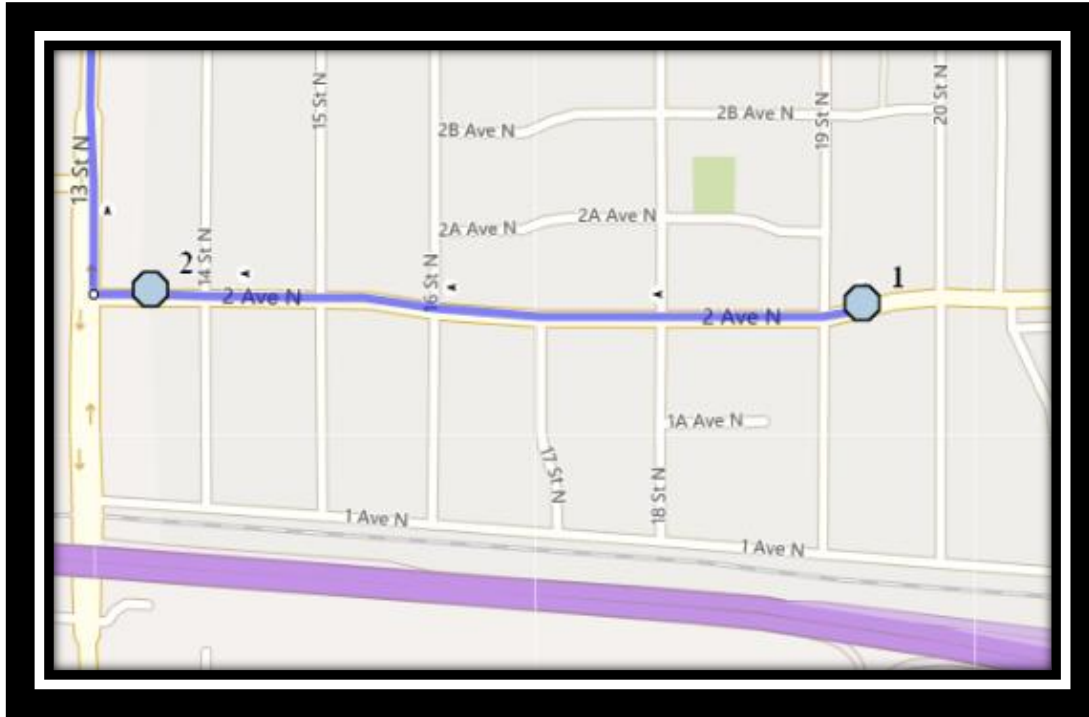 15 St N
20 St N
19 St N
2B Ave N
2B Ave N
13 St N
2A Ave N
2A Ave N
14 St N
2
16 St N
1
2 Ave N
2 Ave N
1A Ave N
17 St N
18 St N
1 Ave N
1 Ave N